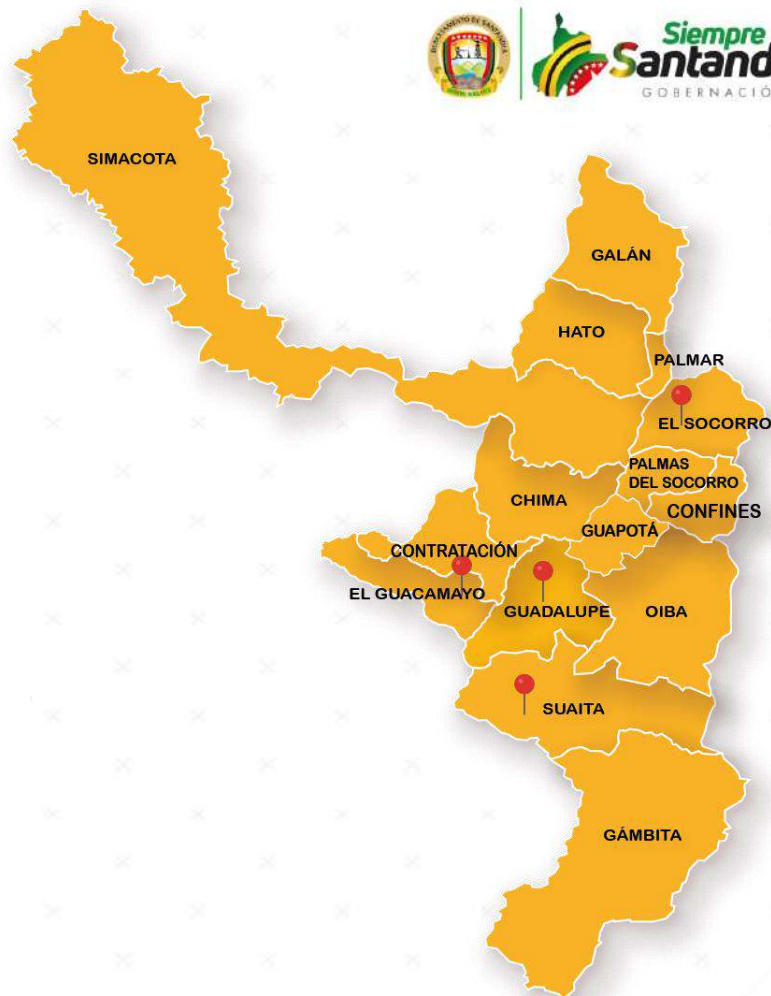 Siempre
Santand
GOBERNACIÓ
SIMACOTA
GALÁN
HATO
PALMAR
EL SOCORRO
PALMAS
DEL SOCORRO
CHIMA
CONFINES
GUAPOTÁ
CONTRATACIÓN
EL GUACAMAYO
GUADALUPE
OIBA
SUAITA
GÁMBITA